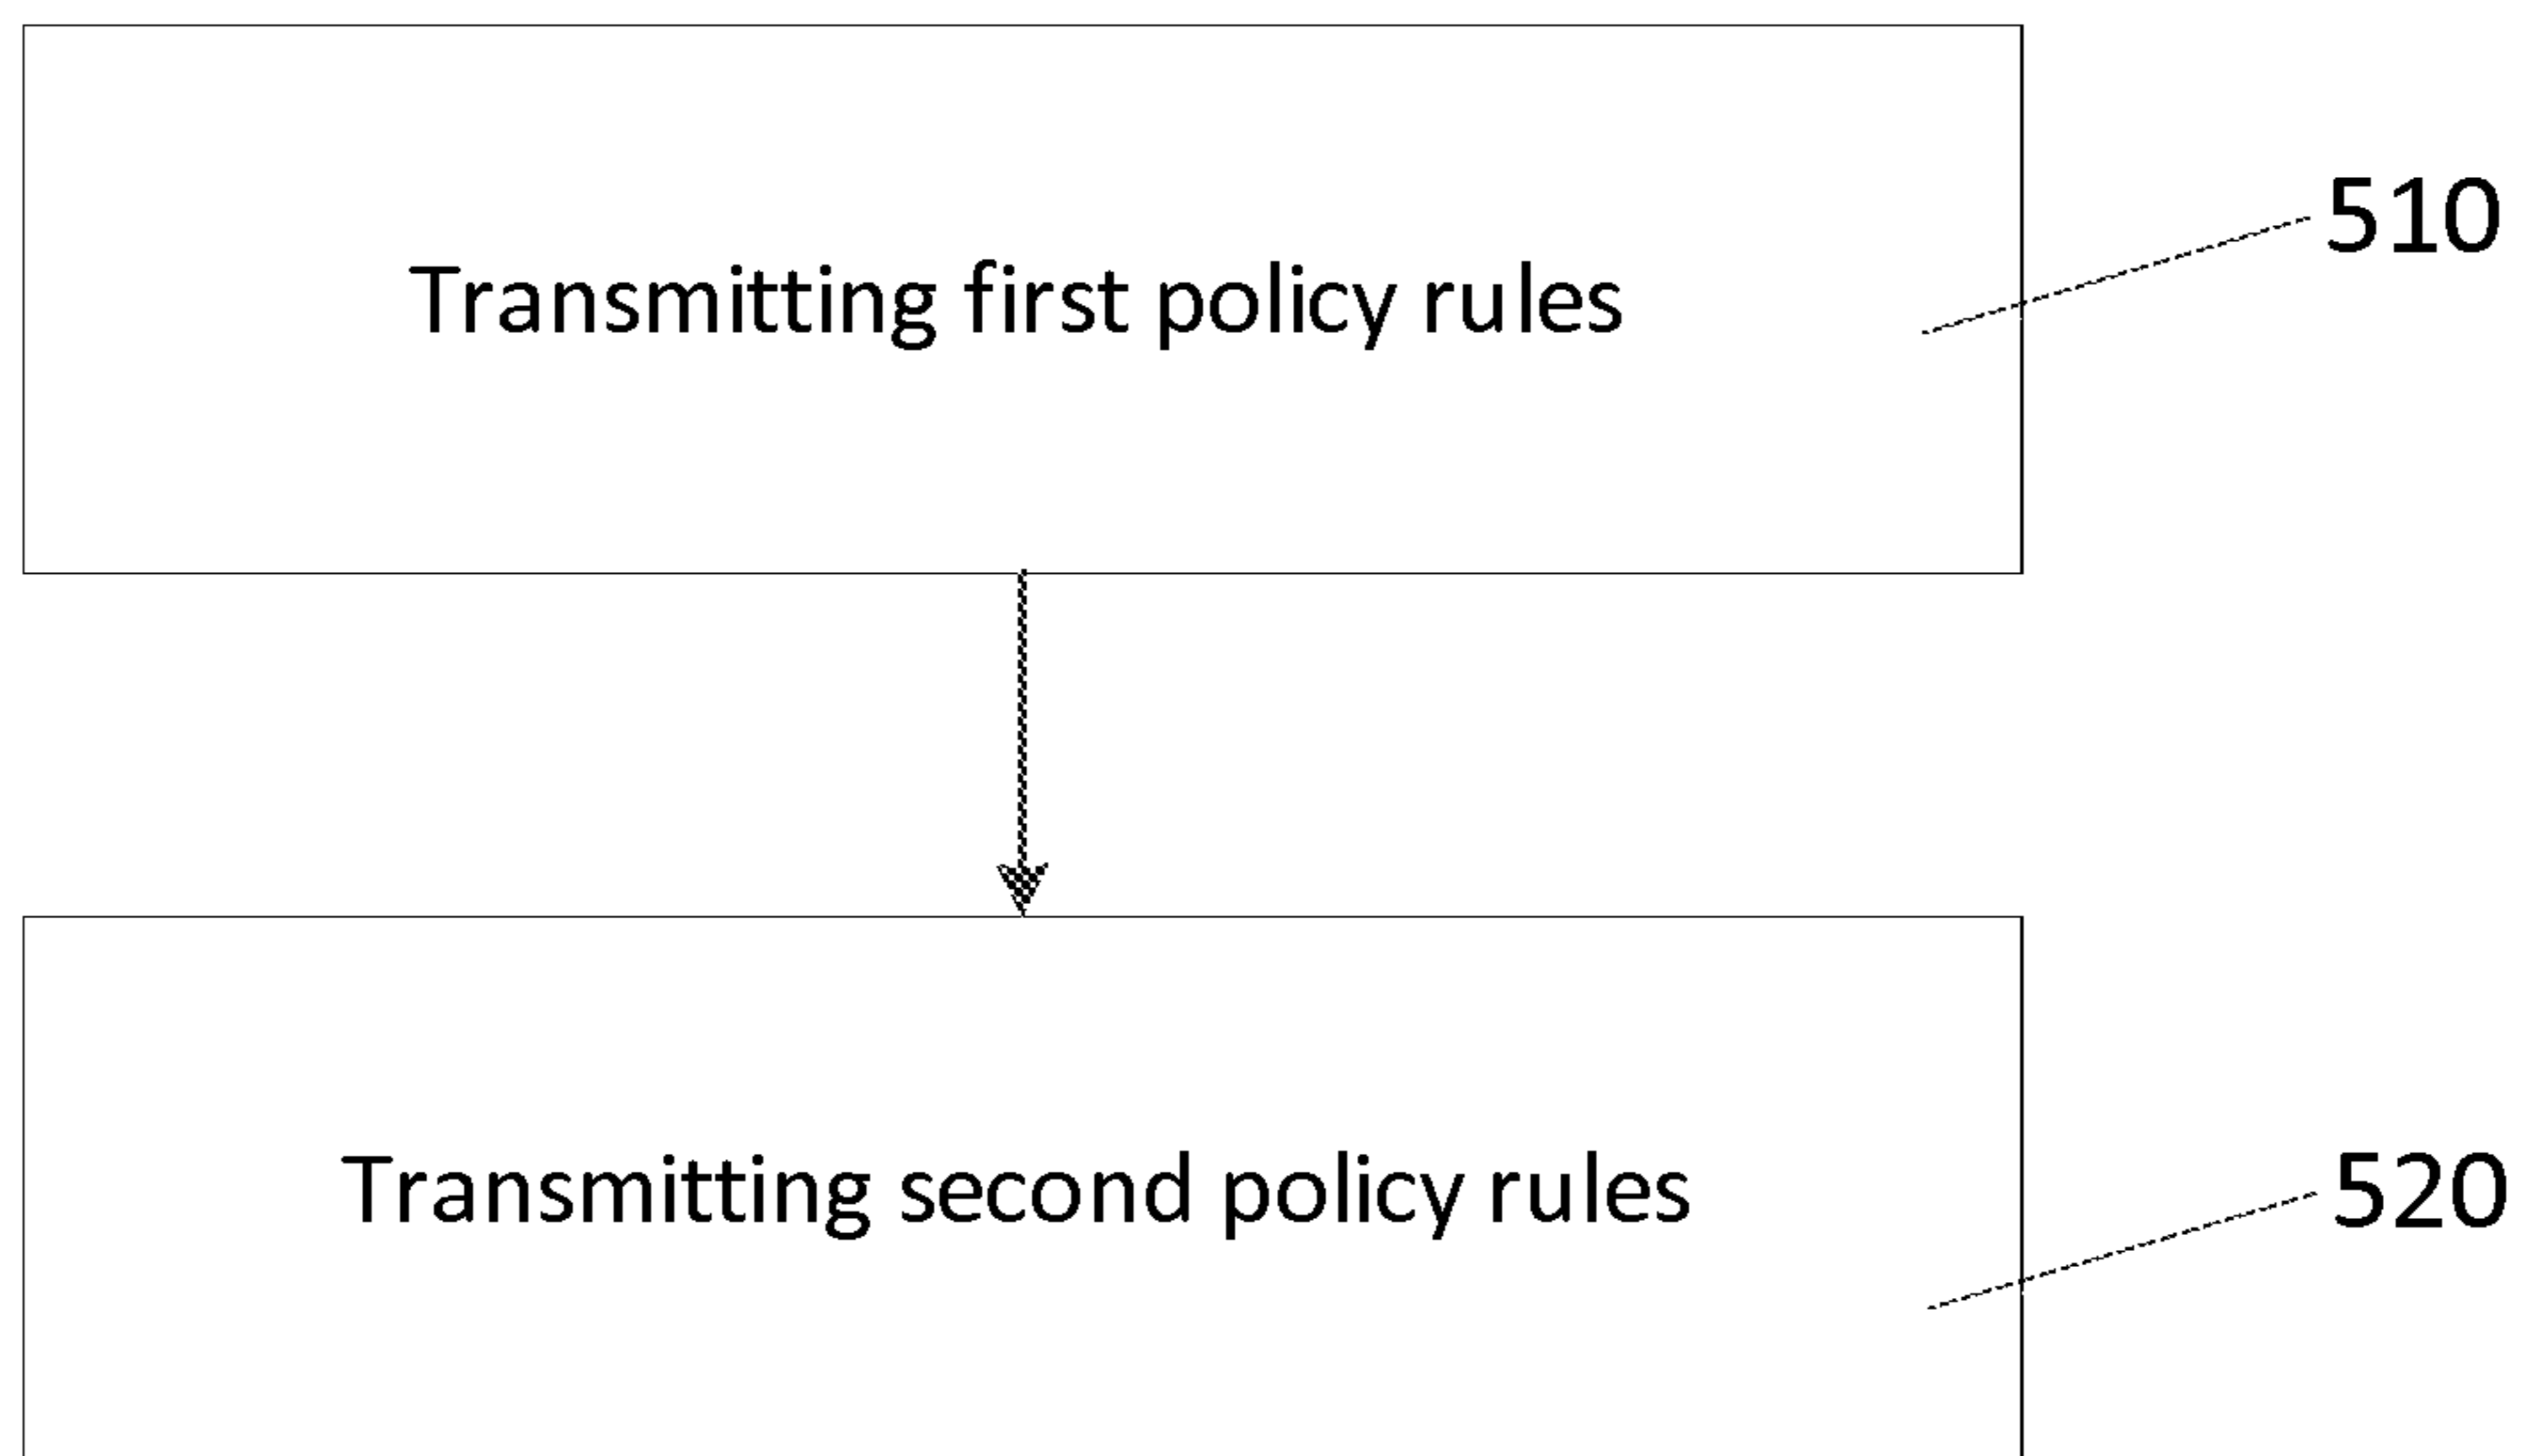 Transmitting first policy rules
510
Transmitting second policy rules
520